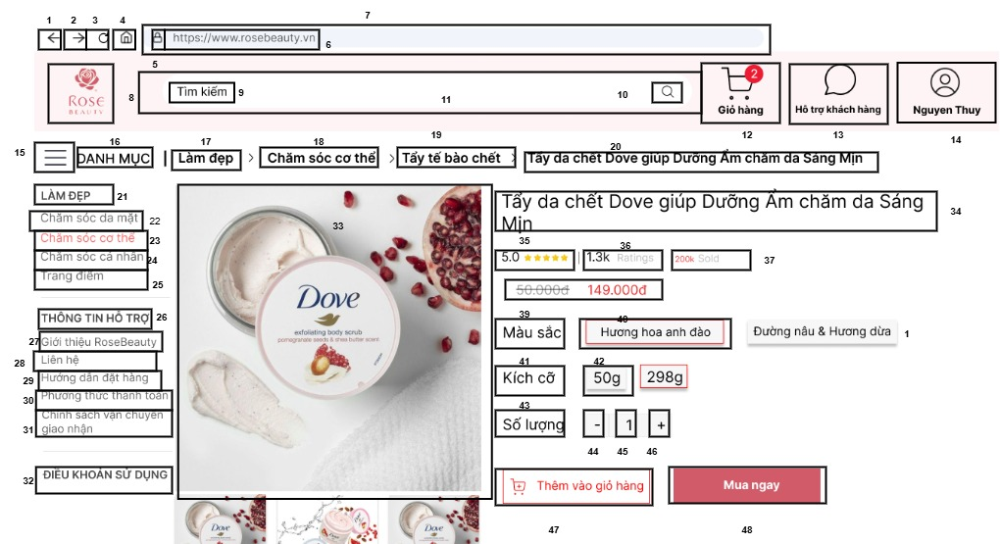 7
1 2 3 4
https://www.rosebeauty.vn
6
5
ROSE
BEAUTY
8
Tìm kiếm
9
11
10
2
Giỏ hàng
Hỗ trợ khách hàng
Nguyen Thuy
12
13
14
15
16
DANH MỤC
17
Làm đẹp
18
Chăm sóc cơ thể
19
Tẩy tế bào chết
20
Tẩy da chết Dove giúp Dưỡng Ẩm chăm da Sáng Mịn
LÀM ĐẸP
21
Chăm sóc da mặt
22
Chăm sóc cơ thể
23
Chăm sóc cá nhân
24
Trang điểm
25
THÔNG TIN HỖ TRỢ
26
27
Giới thiệu RoseBeauty
28
Liên hệ
29
Hướng dẫn đặt hàng
30
Phương thức thanh toán
31
Chính sách vận chuyển
giao nhận
32
ĐIỀU KHOẢN SỬ DỤNG
33
Dove
exfoliating body scrub
pomegranate seeds & shea butter scent
Tẩy da chết Dove giúp Dưỡng Ẩm chăm da Sáng
Mịn
34
35
5.0
36
1.3k Ratings
200k Sold
37
50.000đ 149.000đ
39
Màu sắc
40
Hương hoa anh đào
Đường nâu & Hương dừa
1
41
Kích cỡ
42
50g
298g
43
Số lượng
- 1 +
44 45 46
Thêm vào giỏ hàng
Mua ngay
47
48
Dove
Dove
Dove